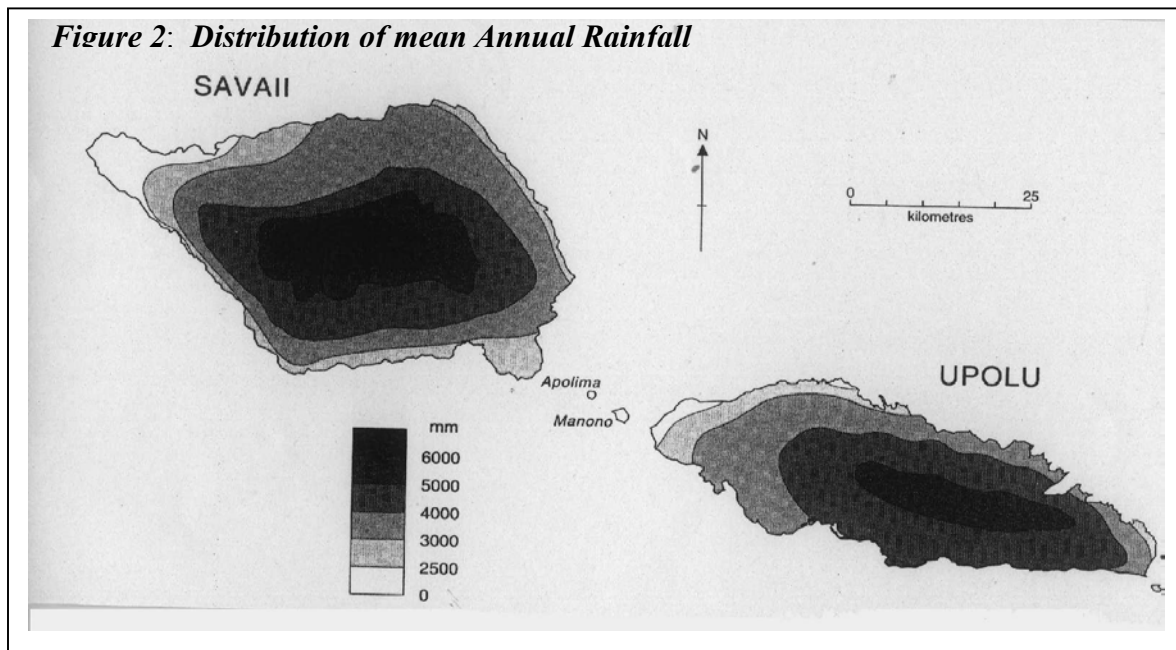 Figure 2: Distribution of mean Annual Rainfall
SAVAII
N
0 25
kilometres
UPOLU
Apolima
Manono
mm
6000
5000
4000
3000
2500
0